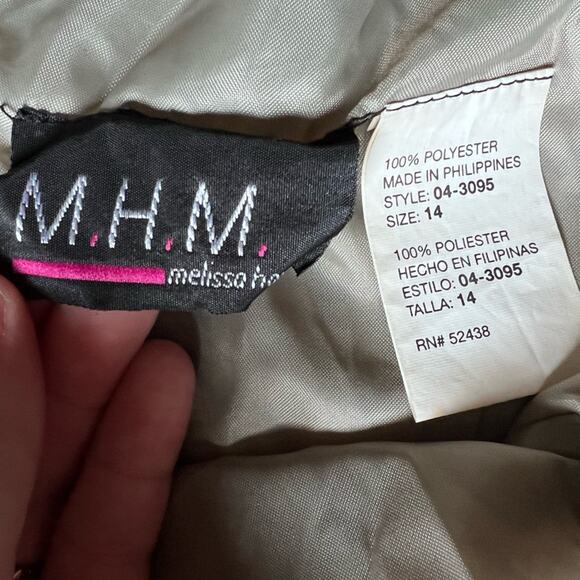 M.H.M.
melissa
100% POLYESTER
MADE IN PHILIPPINES
STYLE: 04-3095
SIZE: 14
100% POLIESTER
HECHO EN FILIPINAS
ESTILO: 04-3095
TALLA: 14
RN# 52438